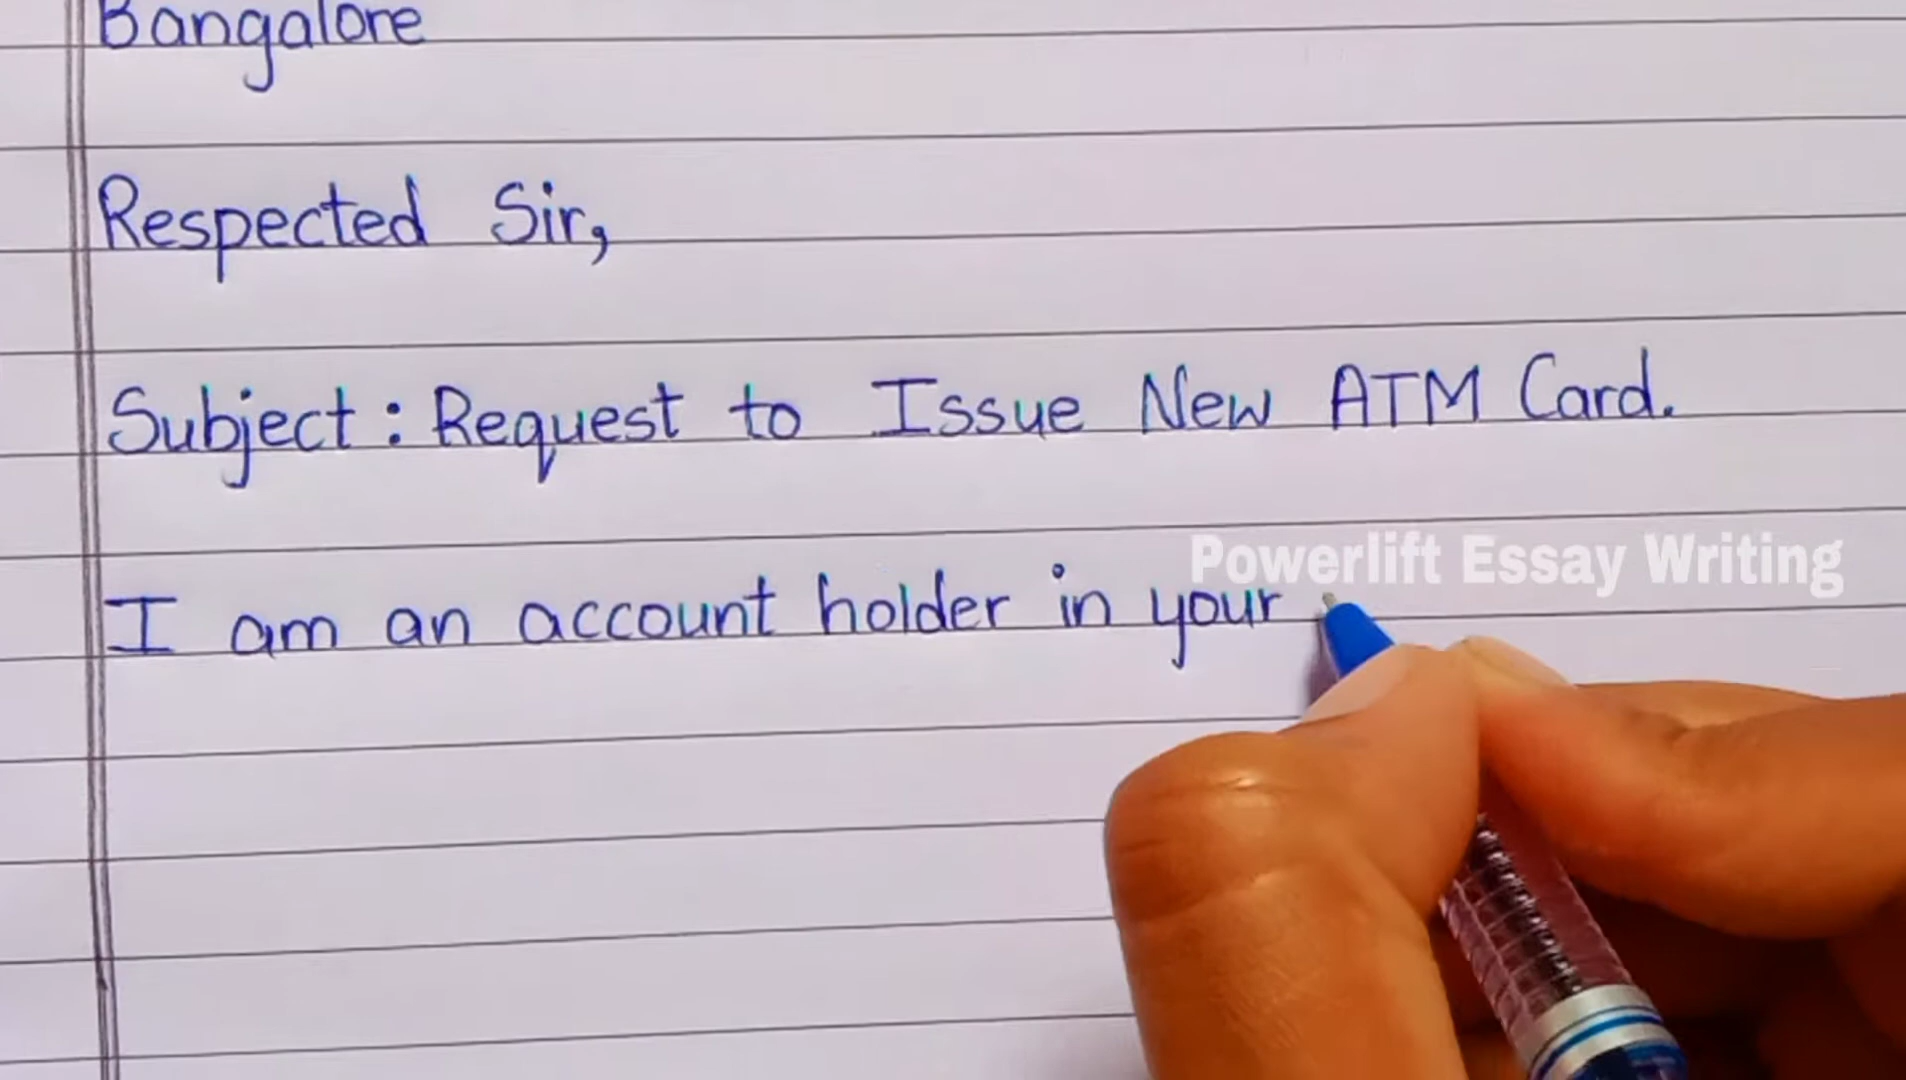 Bangalore
Respected Sir,
Subject : Request to Issue New ATM Card.
Powerlift Essay Writing
I am an account holder in your